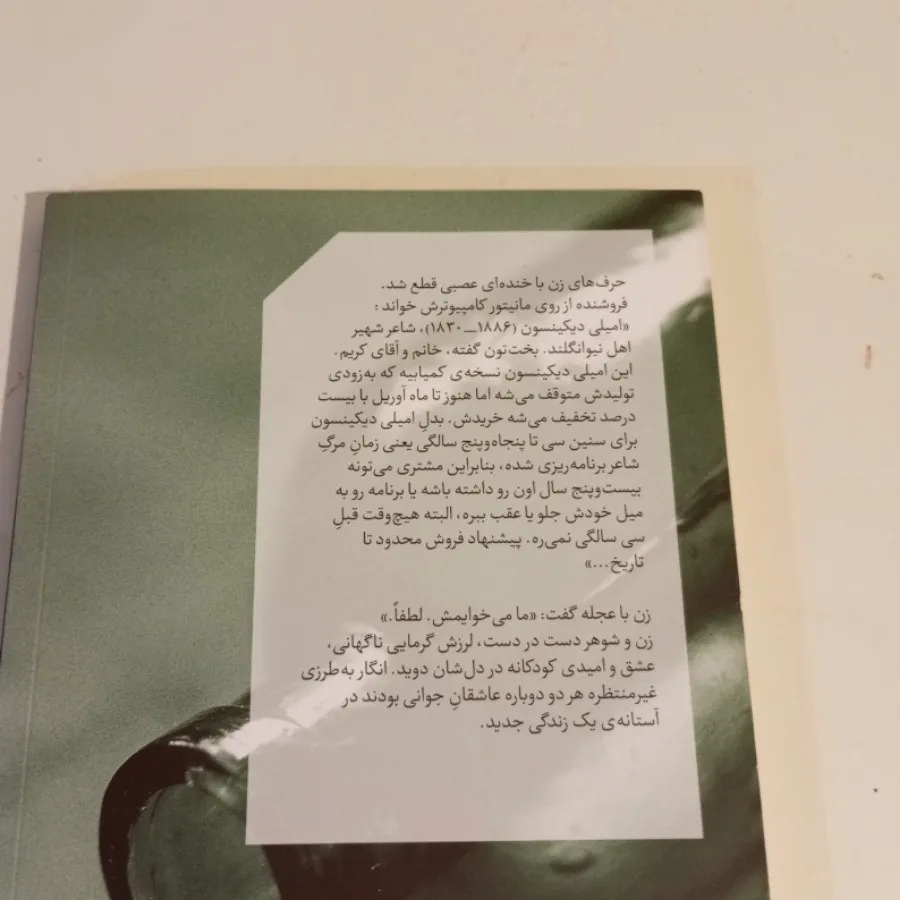 حرف‌های زن با خنده‌ای عصبی قطع شد.
فروشنده از روی مانیتور کامپیوترش خواند :
«امیلی دیکینسون (۱۸۸۶ــ۱۸۳۰)، شاعر شهیر
اهل نیوانگلند. بخت‌تون گفته، خانم و آقای کریم.
این امیلی دیکینسون نسخه‌ی کمیابیه که به‌زودی
تولیدش متوقف می‌شه اما هنوز تا ماه آوریل با بیست
درصد تخفیف می‌شه خریدش. بدلِ امیلی دیکینسون
برای سنین سی تا پنجاه‌وپنج سالگی یعنی زمانِ مرگِ
شاعر برنامه‌ریزی شده، بنابراین مشتری می‌تونه
بیست‌وپنج سال اون رو داشته باشه یا برنامه رو به
میل خودش جلو یا عقب ببره، البته هیچ‌وقت قبلِ
سی سالگی نمی‌ره. پیشنهاد فروش محدود تا
تاریخ...»
زن با عجله گفت: «ما می‌خوایمش. لطفاً.»
زن و شوهر دست در دست، لرزش گرمایی ناگهانی،
عشق و امیدی کودکانه در دل‌شان دوید. انگار به‌طرزی
غیرمنتظره هر دو دوباره عاشقانِ جوانی بودند در
آستانه‌ی یک زندگی جدید.